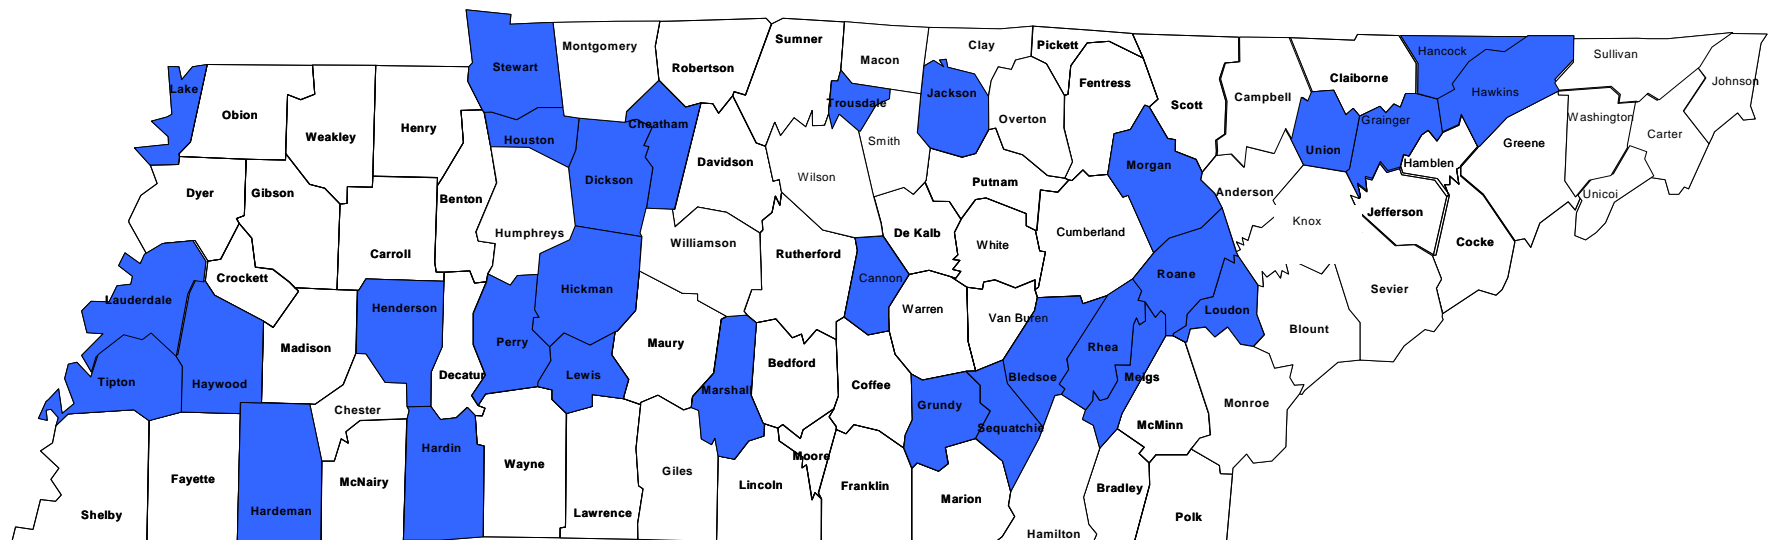 Sumner
Montgomery
Clay
Pickett
Hancock
Sullivan
Macon
Stewart
Robertson
Fentress
Claiborne
Johnson
Lake
Jackson
Hawkins
Campbell
Trousdale
Scott
Obion
Overton
Grainger
Washington
Cheatham
Henry
Weakley
Houston
Smith
Carter
Greene
Union
Davidson
Morgan
Hamblen
Wilson
Dickson
Putnam
Dyer
Gibson
Anderson
Unicoi
Benton
Jefferson
Knox
Humphreys
De Kalb
Cumberland
Williamson
White
Cocke
Carroll
Rutherford
Crockett
Roane
Cannon
Hickman
Sevier
Lauderdale
Henderson
Warren
Loudon
Van Buren
Blount
Perry
Maury
Madison
Rhea
Bedford
Decatur
Lewis
Bledsoe
Meigs
Tipton
Haywood
Marshall
Coffee
Monroe
Grundy
Chester
McMinn
Sequatchie
Hardin
Moore
Wayne
Giles
Fayette
McNairy
Lincoln
Franklin
Bradley
Marion
Hardeman
Lawrence
Shelby
Polk
Hamilton